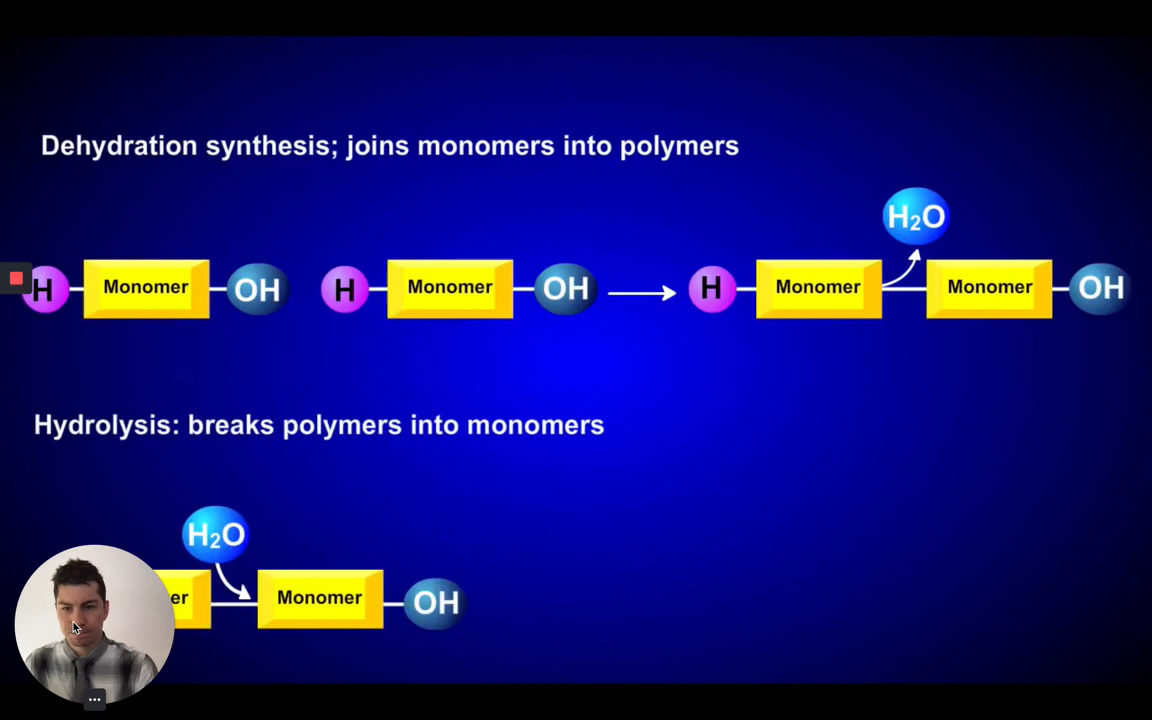 Dehydration synthesis; joins monomers into polymers
H₂O
H Monomer OH H Monomer OH H Monomer Monomer OH
Hydrolysis: breaks polymers into monomers
H₂O
er Monomer OH